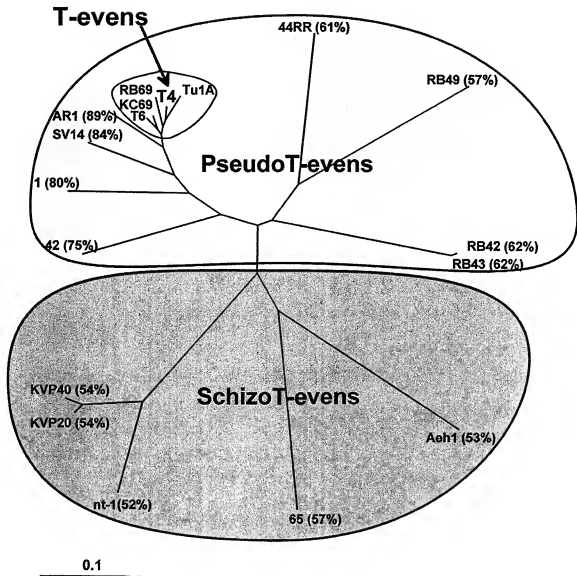 T-evens
44RR (61%)
RB49 (57%)
RB69
T4
Tu1A
KC69
T6
AR1 (89%)
SV14 (84%)
PseudoT-evens
1 (80%)
42 (75%)
RB42 (62%)
RB43 (62%)
KVP40 (54%)
KVP20 (54%)
SchizoT-evens
Aeh1 (53%)
nt-1(52%)
65 (57%)
0.1